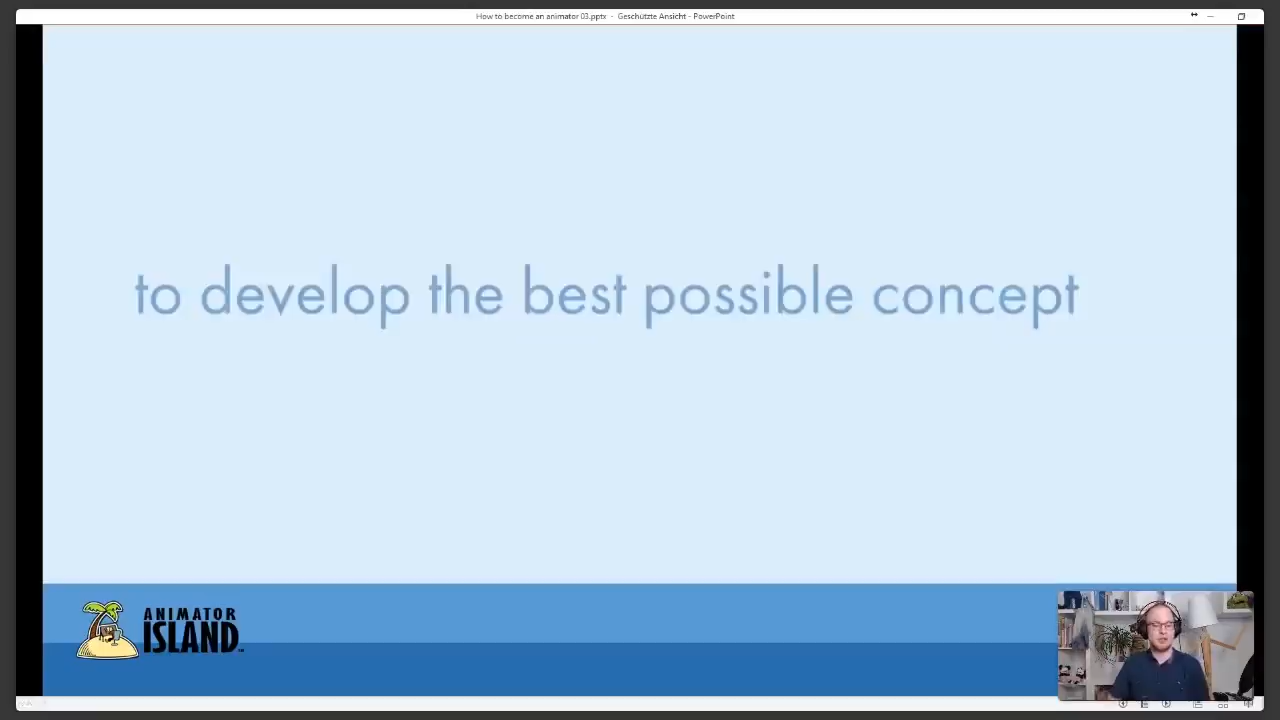 How to become an animator 03.pptx - Geschützte Ansicht - PowerPoint
to develop the best possible concept
ANIMATOR
ISLAND